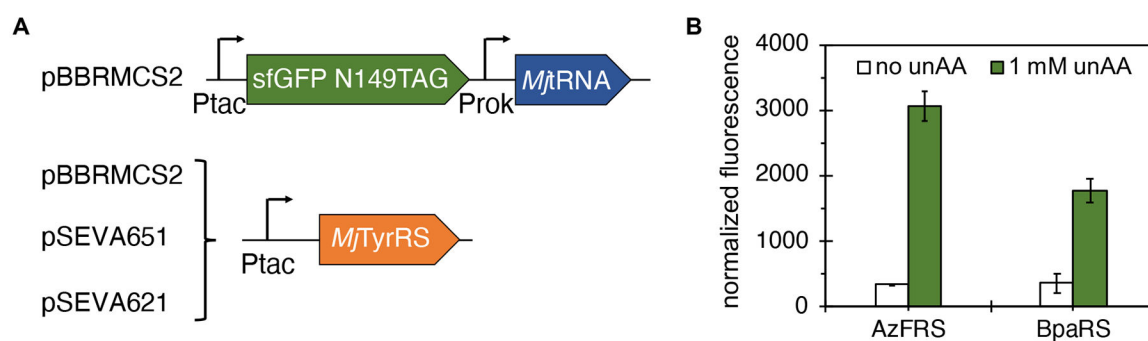 A
pBBRMCS2
Ptac
sfGFP N149TAG
Prok
MjtRNA
pBBRMCS2
pSEVA651
pSEVA621
Ptac
MjTyrRS
B
normalized fluorescence
4000
3000
2000
1000
0
no unAA
1 mM unAA
AzFRS
BpaRS